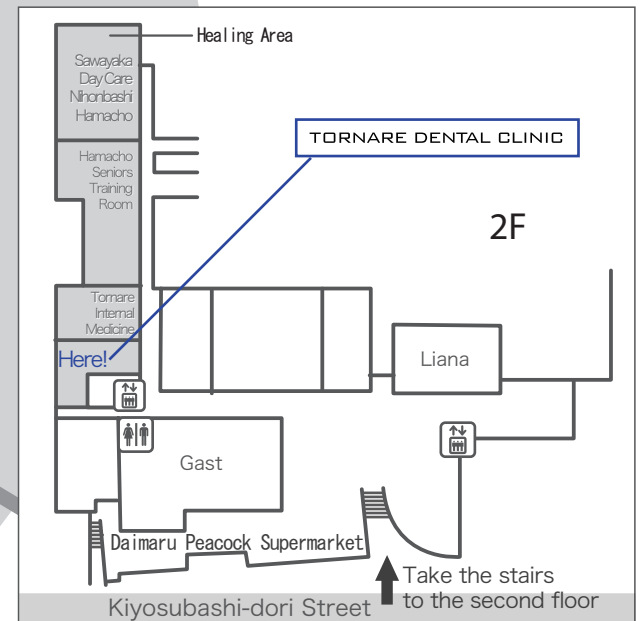 Healing Area
Sawayaka
Day Care
Nihonbashi
Hamacho
TORNARE DENTAL CLINIC
Hamacho
Seniors
Training
Room
2F
Tornare
Internal
Medicine
Here!
Liana
Gast
Daimaru Peacock Supermarket
Take the stairs
to the second floor
Kiyosubashi-dori Street